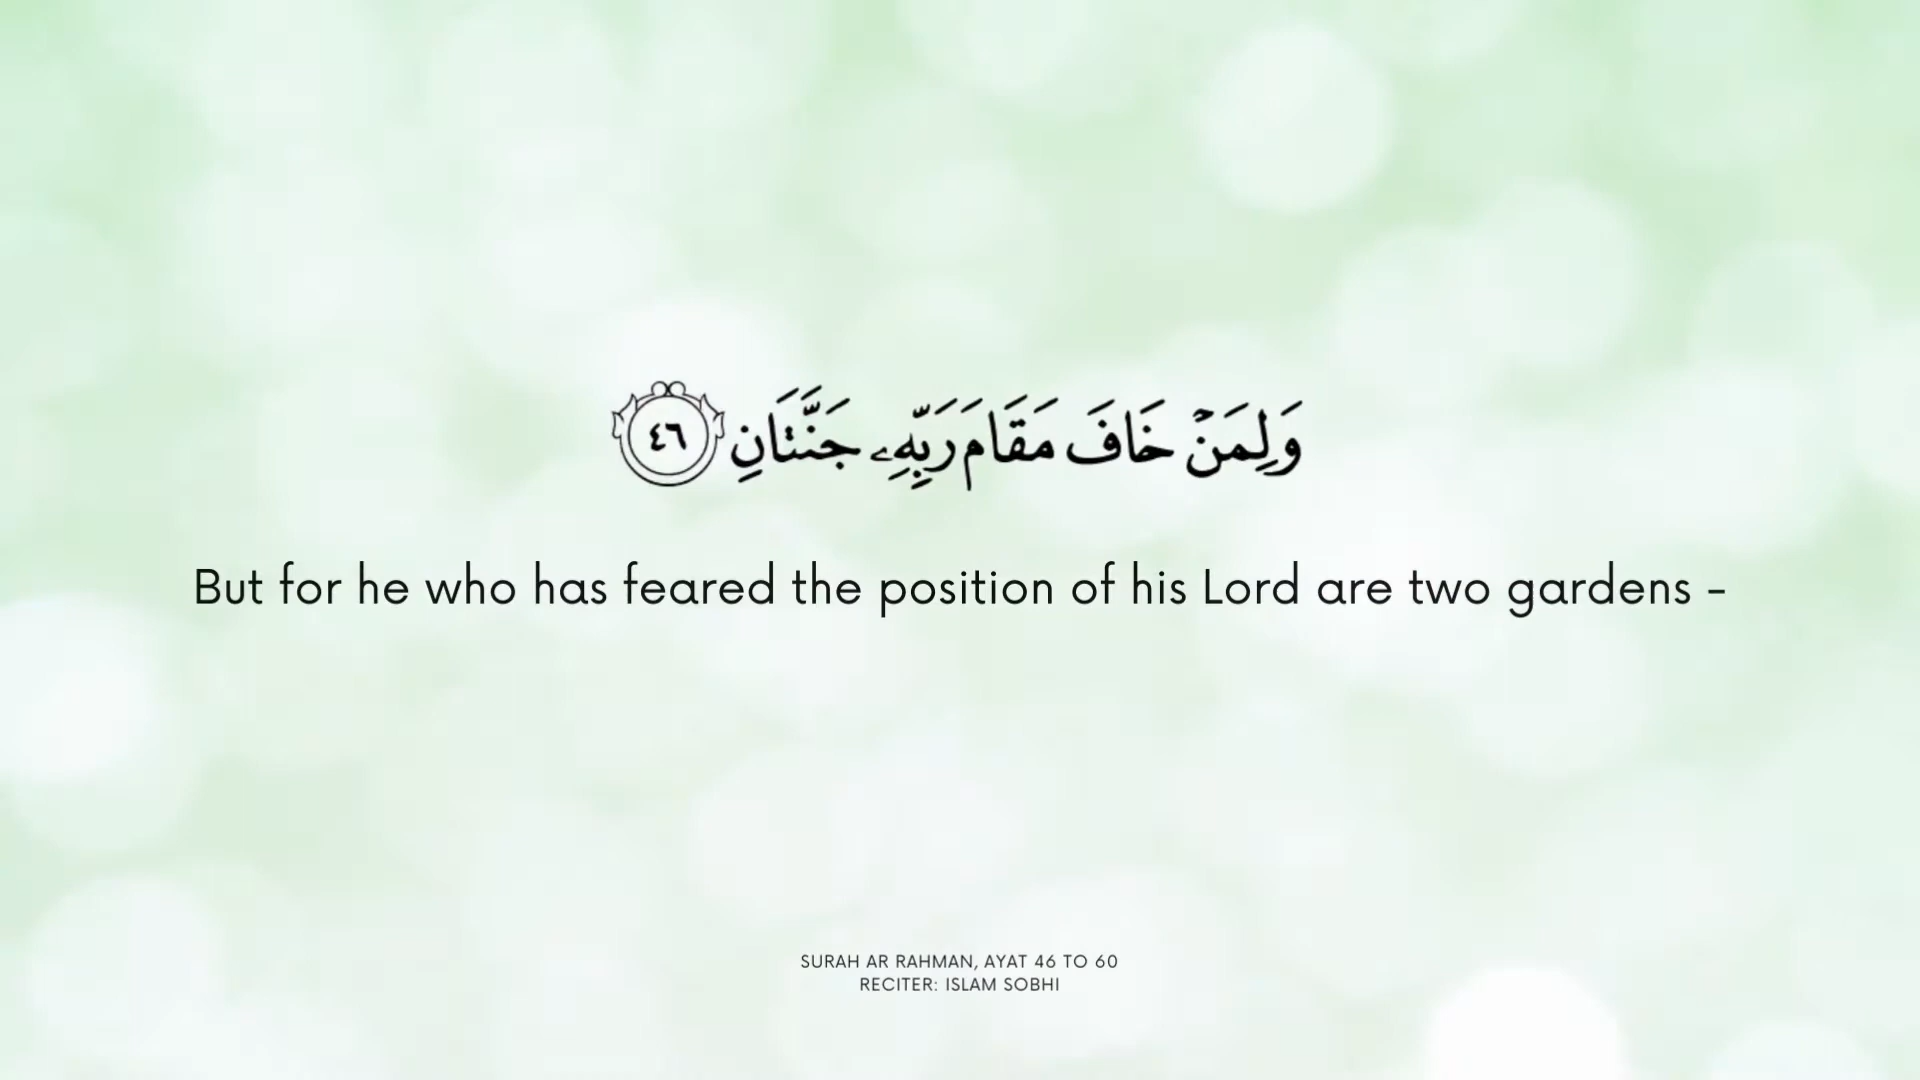 وَلِمَنْ خَافَ مَقَامَ رَبِّهِۦ جَنَّتَانِ ٤٦
But for he who has feared the position of his Lord are two gardens -
SURAH AR RAHMAN, AYAT 46 TO 60
RECITER: ISLAM SOBHI